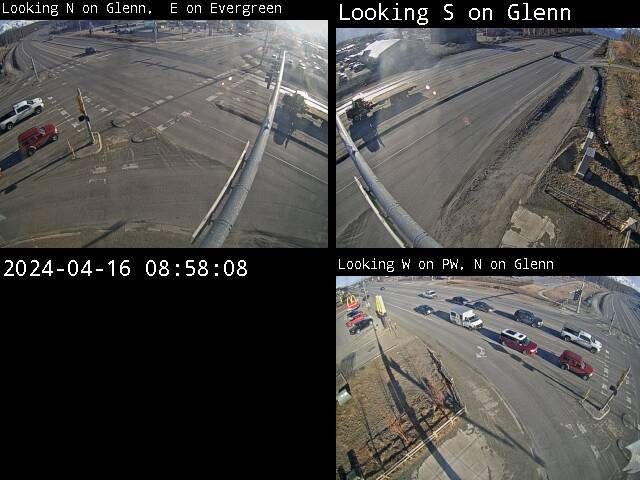 Looking N on Glenn,  E on Evergreen
Looking S on Glenn
2024-04-16 08:58:08
Looking W on PW, N on Glenn